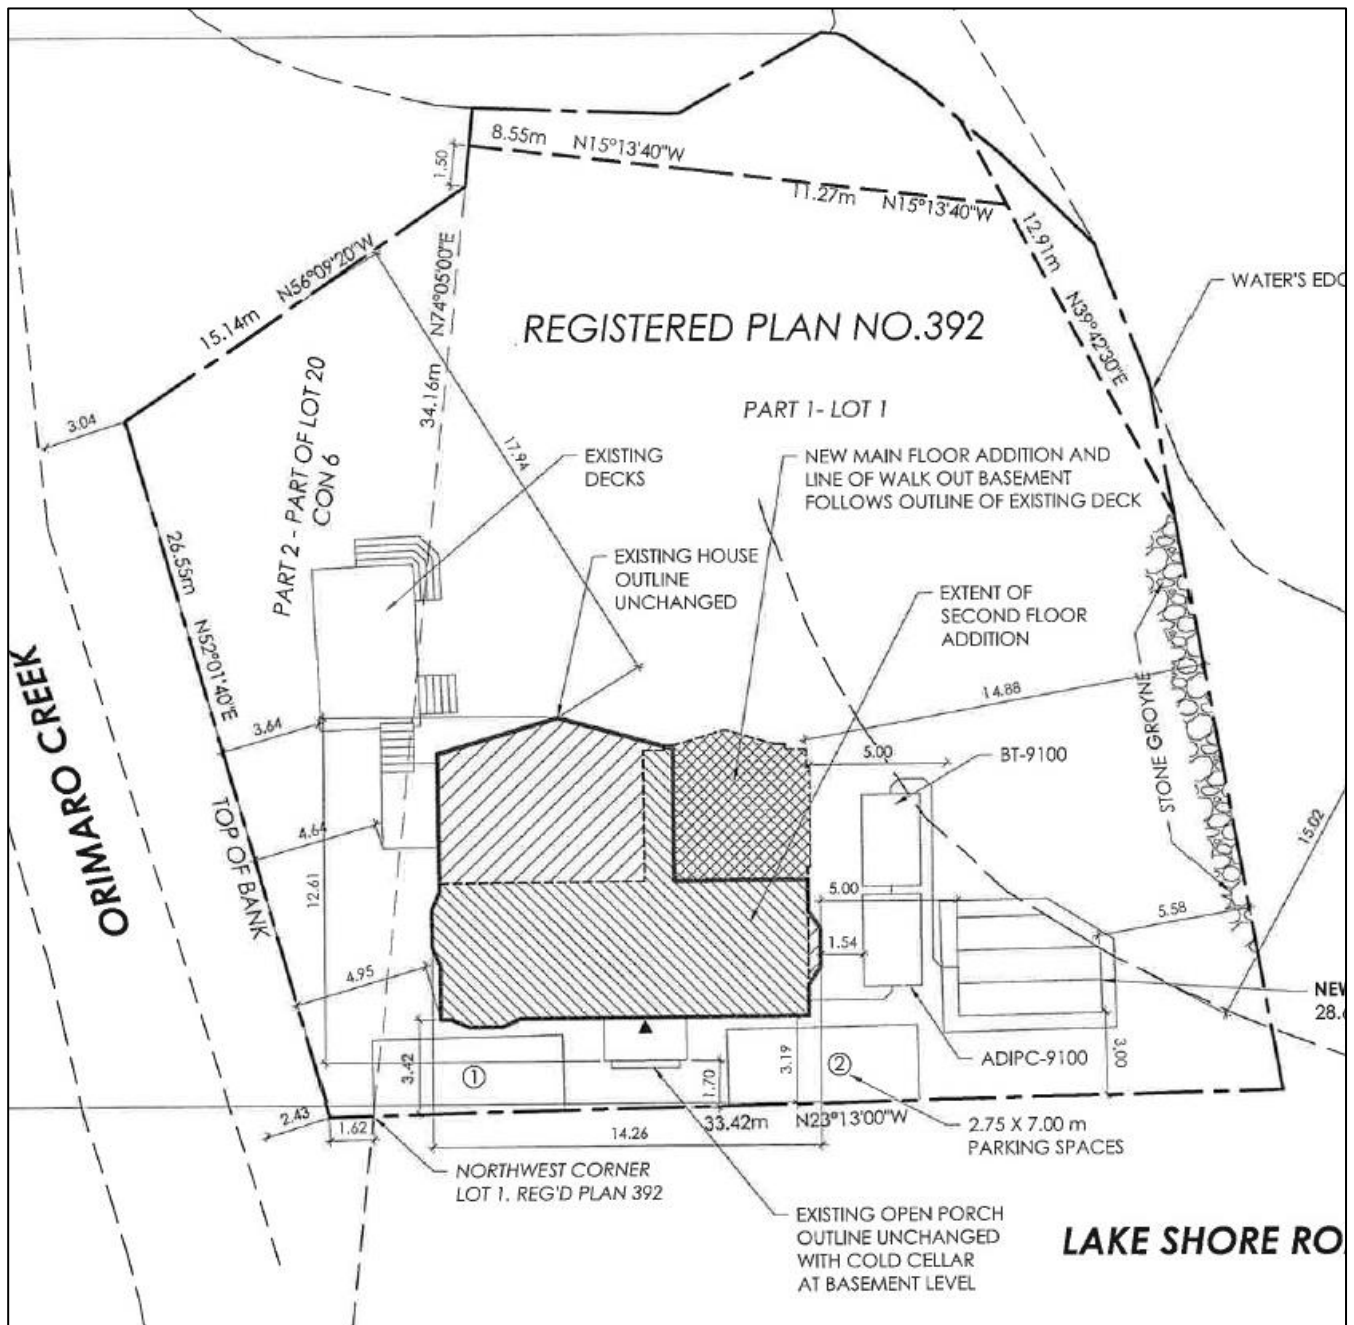 8.55m N15°13'40"W
1.50
11.27m N15°13'40"W
12.91m N39°42'30"E
15.14m N56°09'20"W
34.16m N74°05'00"E
WATER'S EDG
REGISTERED PLAN NO.392
PART 1- LOT 1
3.04
PART 2 - PART OF LOT 20
CON 6
17.94
EXISTING
DECKS
NEW MAIN FLOOR ADDITION AND
LINE OF WALK OUT BASEMENT
FOLLOWS OUTLINE OF EXISTING DECK
26.55m N52°01'40"E
EXISTING HOUSE
OUTLINE
UNCHANGED
EXTENT OF
SECOND FLOOR
ADDITION
ORIMARO CREEK
TOP OF BANK
3.64
14.88
STONE GROYNE
5.00
BT-9100
4.64
12.61
15.02
5.00
5.58
1.54
4.95
NEW
28.6
3.42
1
1.70
3.19
2
ADIPC-9100
3.00
2.43
1.62
14.26
33.42m N23°13'00"W
2.75 X 7.00 m
PARKING SPACES
NORTHWEST CORNER
LOT 1. REG'D PLAN 392
EXISTING OPEN PORCH
OUTLINE UNCHANGED
WITH COLD CELLAR
AT BASEMENT LEVEL
LAKE SHORE RO